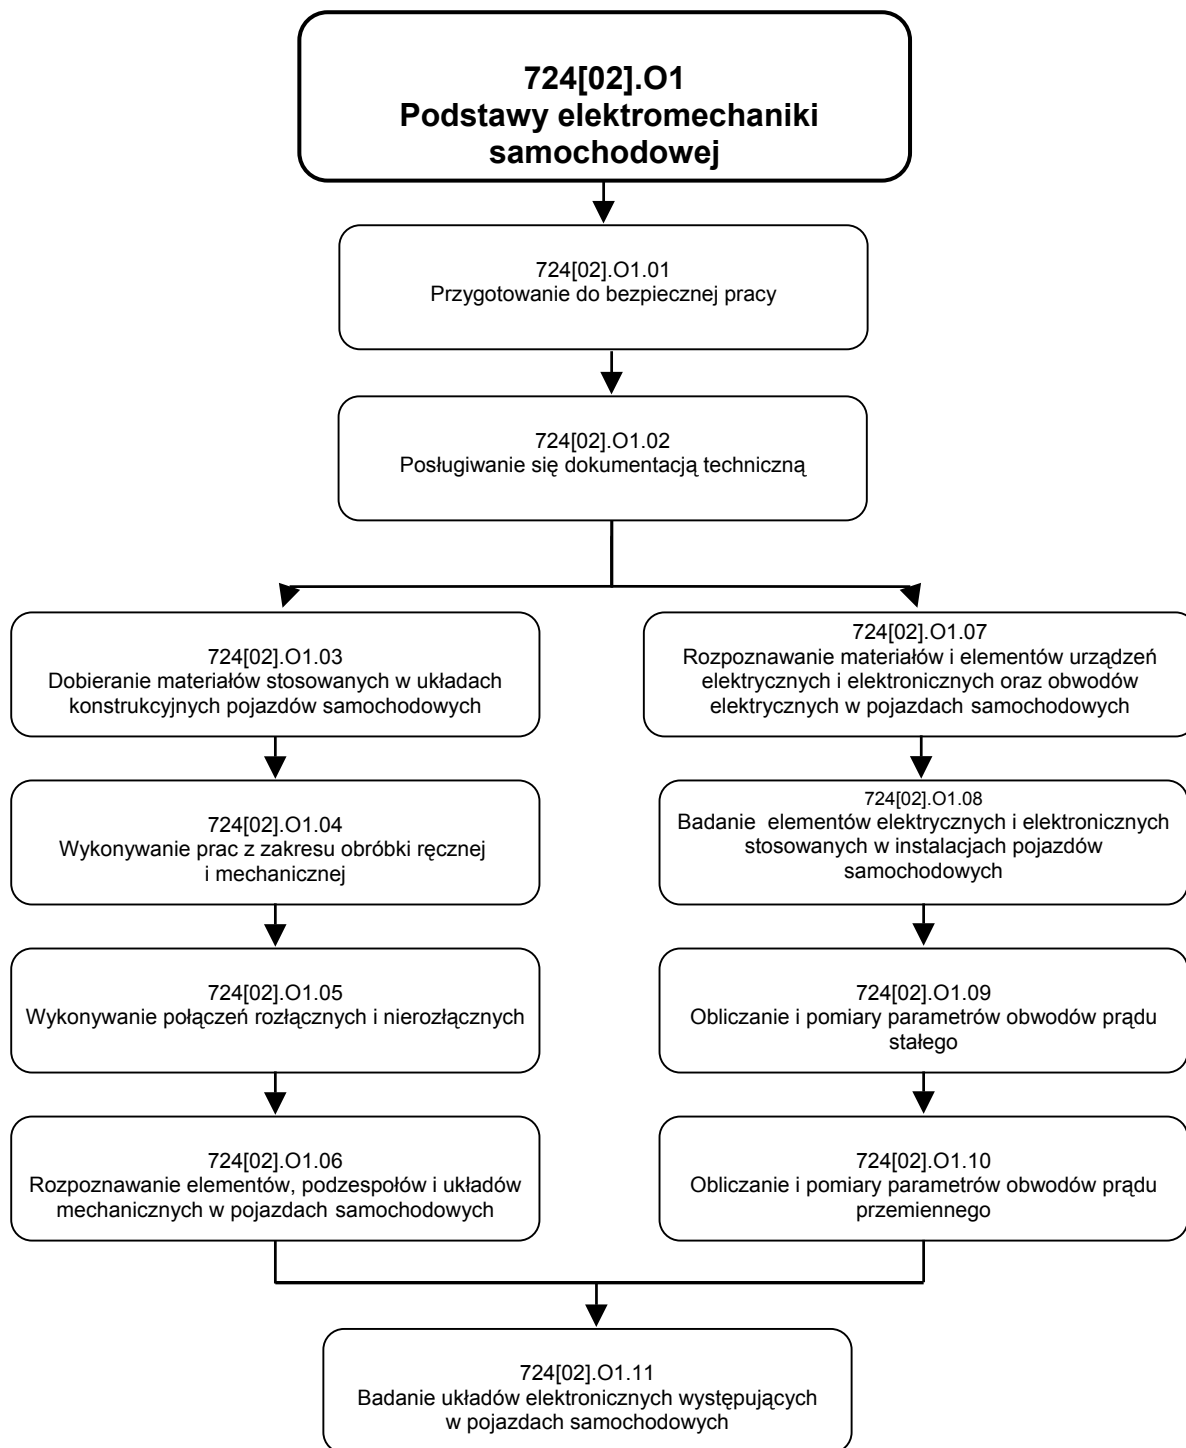 724[02].O1
Podstawy elektromechaniki
samochodowej
724[02].O1.01
Przygotowanie do bezpiecznej pracy
724[02].O1.02
Posługiwanie się dokumentacją techniczną
724[02].O1.03
Dobieranie materiałów stosowanych w układach
konstrukcyjnych pojazdów samochodowych
724[02].O1.04
Wykonywanie prac z zakresu obróbki ręcznej
i mechanicznej
724[02].O1.05
Wykonywanie połączeń rozłącznych i nierozłącznych
724[02].O1.06
Rozpoznawanie elementów, podzespołów i układów
mechanicznych w pojazdach samochodowych
724[02].O1.07
Rozpoznawanie materiałów i elementów urządzeń
elektrycznych i elektronicznych oraz obwodów
elektrycznych w pojazdach samochodowych
724[02].O1.08
Badanie elementów elektrycznych i elektronicznych
stosowanych w instalacjach pojazdów
samochodowych
724[02].O1.09
Obliczanie i pomiary parametrów obwodów prądu
stałego
724[02].O1.10
Obliczanie i pomiary parametrów obwodów prądu
przemiennego
724[02].O1.11
Badanie układów elektronicznych występujących
w pojazdach samochodowych